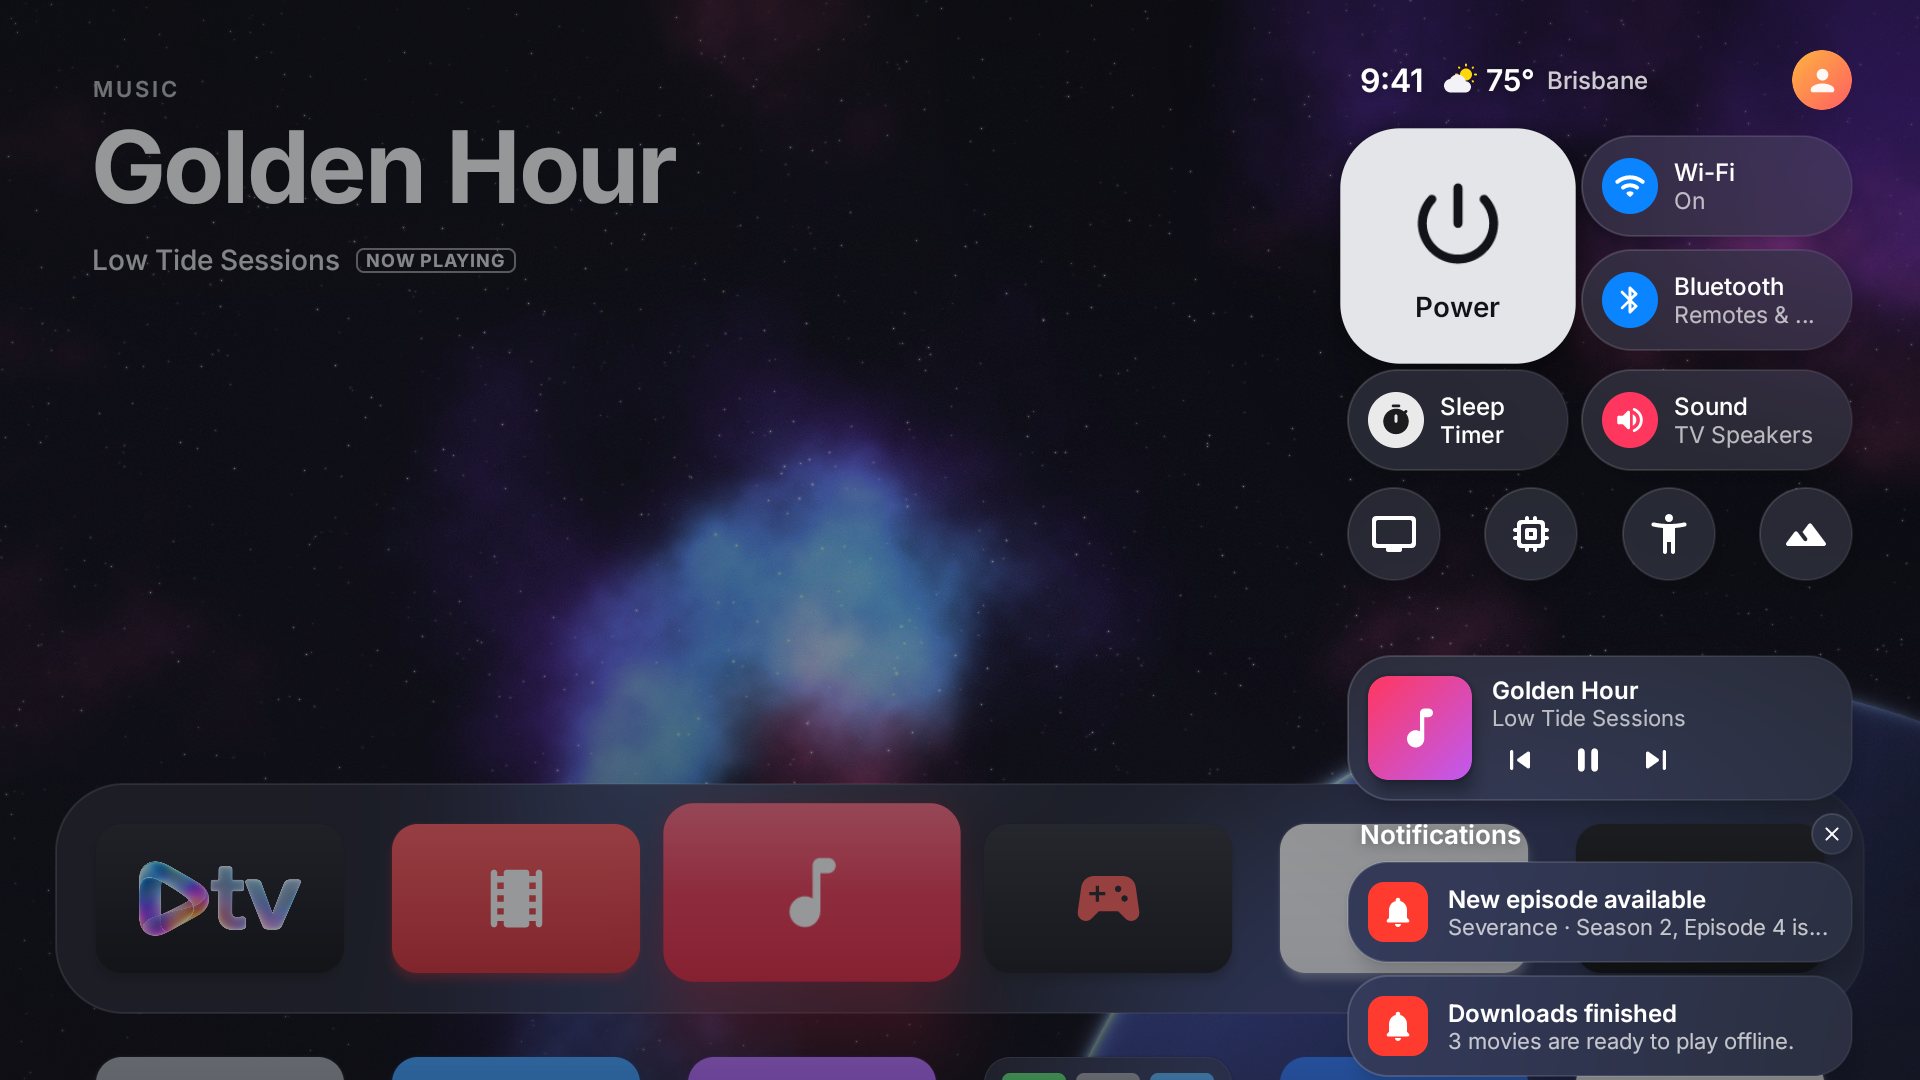 MUSIC
Golden Hour
Low Tide Sessions NOW PLAYING
9:41 75° Brisbane
Power
Wi-Fi
On
Bluetooth
Remotes & ...
Sleep
Timer
Sound
TV Speakers
Golden Hour
Low Tide Sessions
Notifications
New episode available
Severance · Season 2, Episode 4 is...
Downloads finished
3 movies are ready to play offline.
tv